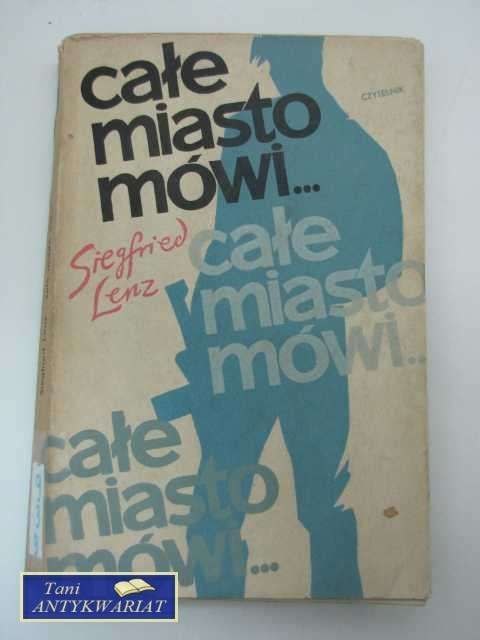 całe
miasto
mówi...
CZYTELNIK
Siegfried
Lenz
całe
miasto
mówi...
całe
miasto
mówi...
Tani
ANTYKWARIAT